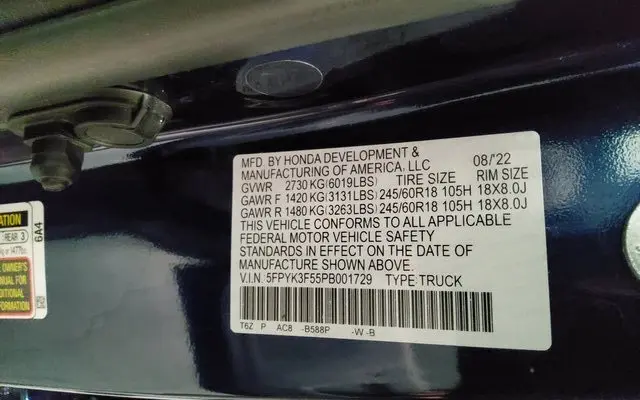 MFD. BY HONDA DEVELOPMENT &
MANUFACTURING OF AMERICA, LLC 08/'22
GVWR 2730 KG (6019LBS) TIRE SIZE RIM SIZE
GAWR F 1420 KG (3131LBS) 245/60R18 105H 18X8.0J
GAWR R 1480 KG (3263LBS) 245/60R18 105H 18X8.0J
THIS VEHICLE CONFORMS TO ALL APPLICABLE
FEDERAL MOTOR VEHICLE SAFETY
STANDARDS IN EFFECT ON THE DATE OF
MANUFACTURE SHOWN ABOVE.
V.I.N. 5FPYK3F55PB001729 TYPE:TRUCK
T6Z P AC8 -B588P -W -B
REAR 3
6A4